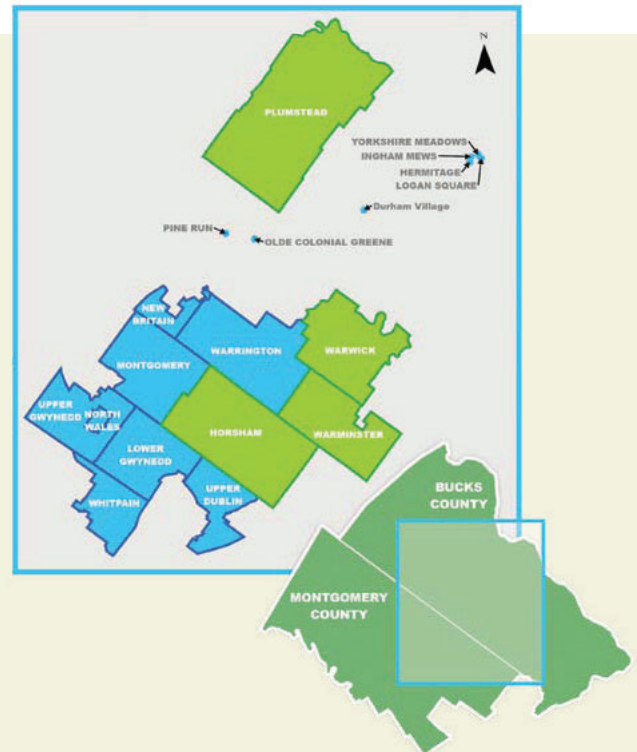 N
PLUMSTEAD
YORKSHIRE MEADOWS
INGHAM MEWS
HERMITAGE
LOGAN SQUARE
Durham Village
PINE RUN
OLDE COLONIAL GREENE
NEW
BRITAIN
WARRINGTON
WARWICK
MONTGOMERY
UPPER
GWYNEDD
NORTH
WALES
HORSHAM
WARMINSTER
LOWER
GWYNEDD
UPPER
DUBLIN
WHITPAIN
BUCKS
COUNTY
MONTGOMERY
COUNTY